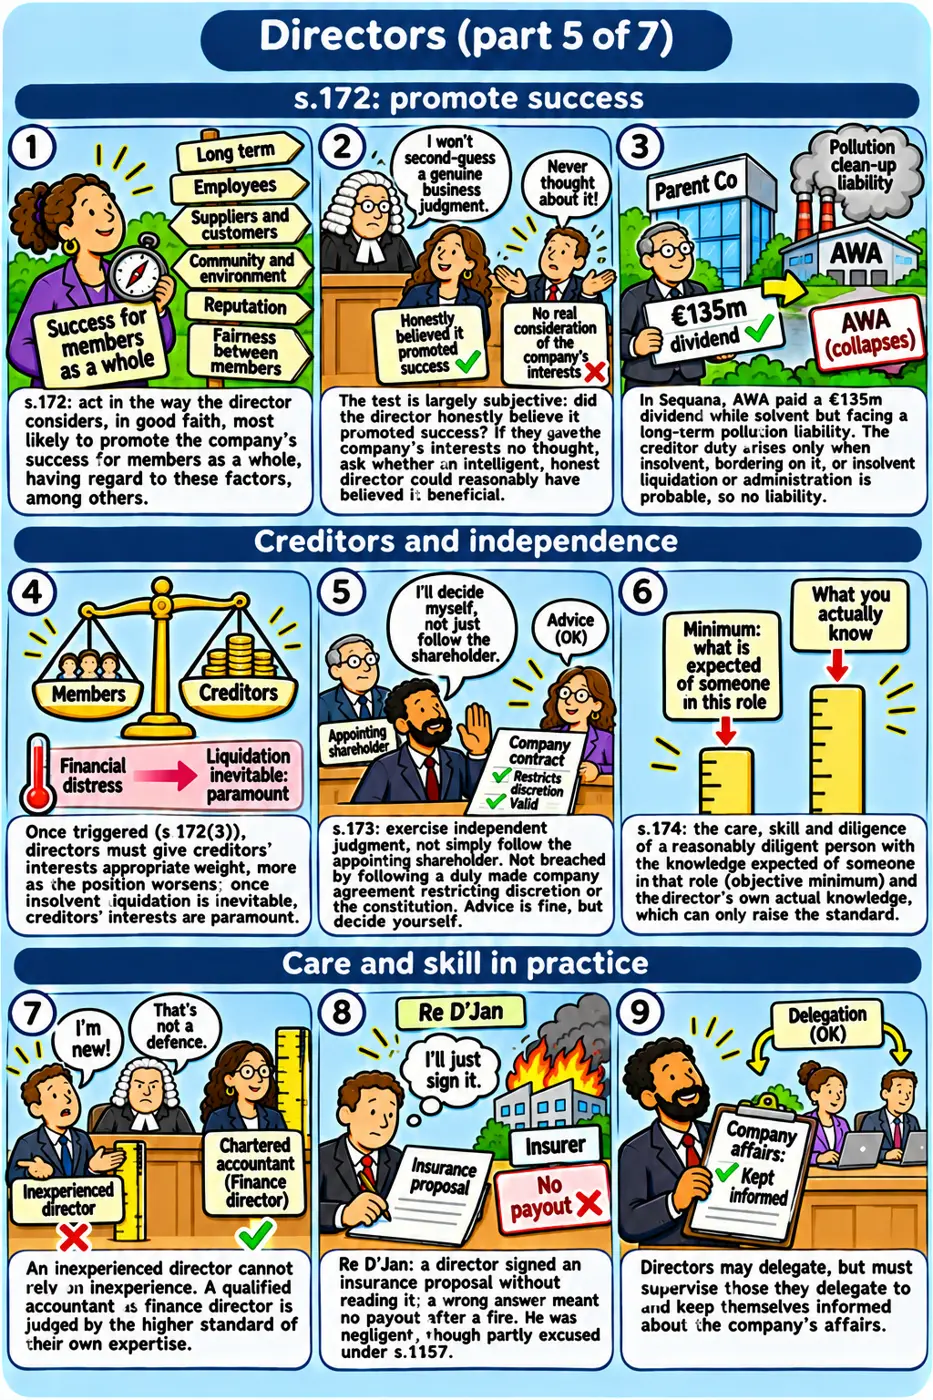 Directors (part 5 of 7)
s.172: promote success
1
Long term
Employees
Suppliers and
customers
Community and
environment
Reputation
Fairness
between
members
Success for
members
as a whole
s.172: act in the way the director
considers, in good faith, most
likely to promote the company's
success for members as a whole,
having regard to these factors,
among others.
2
I won't
second-guess
a genuine
business
judgment.
Never
thought
about it!
Honestly
believed it
promoted
success
No real
consideration
of the
company's
interests
The test is largely subjective: did
the director honestly believe it
promoted success? If they gave the
company's interests no thought,
ask whether an intelligent, honest
director could reasonably have
believed it beneficial.
3
Parent Co
Pollution
clean-up
liability
AWA
€135m
dividend
AWA
(collapses)
In Sequana, AWA paid a €135m
dividend while solvent but facing a
long-term pollution liability. The
creditor duty arises only when
insolvent, bordering on it, or insolvent
liquidation or administration is
probable, so no liability.
Creditors and independence
4
Members
Creditors
Financial
distress
Liquidation
inevitable:
paramount
Once triggered (s 172(3)),
directors must give creditors'
interests appropriate weight, more
as the position worsens; once
insolvent liquidation is inevitable,
creditors' interests are paramount.
5
I'll decide
myself,
not just
follow the
shareholder.
Advice
(OK)
Appointing
shareholder
Company
contract
Restricts
discretion
Valid
s.173: exercise independent
judgment, not simply follow the
appointing shareholder. Not breached
by following a duly made company
agreement restricting discretion or
the constitution. Advice is fine, but
decide yourself.
6
Minimum:
what is
expected
of someone
in this role
What you
actually
know
s.174: the care, skill and diligence
of a reasonably diligent person with
the knowledge expected of someone
in that role (objective minimum) and
the director's own actual knowledge,
which can only raise the standard.
Care and skill in practice
7
I'm
new!
That's
not a
defence.
Inexperienced
director
Chartered
accountant
(Finance
director)
An inexperienced director cannot
rely on inexperience. A qualified
accountant as finance director is
judged by the higher standard of
their own expertise.
8
Re D'Jan
I'll just
sign it.
Insurance
proposal
Insurer
No
payout
Re D'Jan: a director signed an
insurance proposal without
reading it; a wrong answer meant
no payout after a fire. He was
negligent, though partly excused
under s.1157.
9
Delegation
(OK)
Company
affairs:
Kept
informed
Directors may delegate, but must
supervise those they delegate to
and keep themselves informed
about the company's affairs.